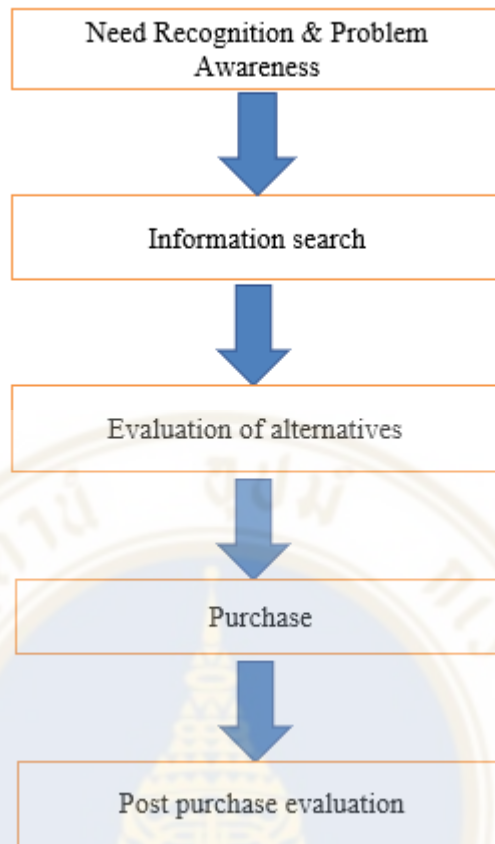 Need Recognition & Problem
Awareness
Information search
Evaluation of alternatives
Purchase
Post purchase evaluation